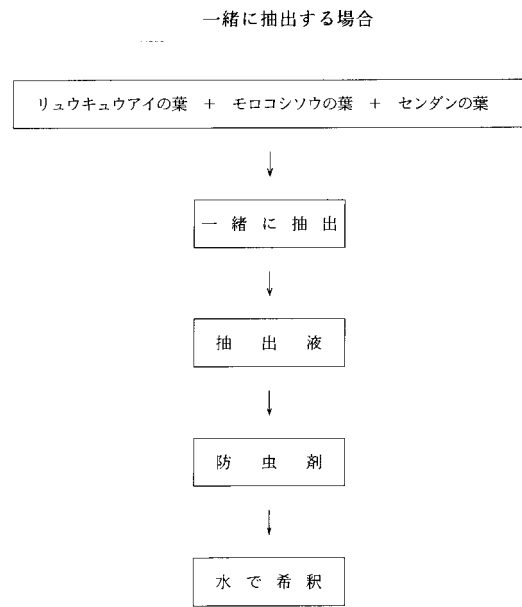 一緒に抽出する場合
リュウキュウアイの葉 + モロコシソウの葉 + センダンの葉
↓
一緒に抽出
↓
抽出液
↓
防虫剤
↓
水で希釈